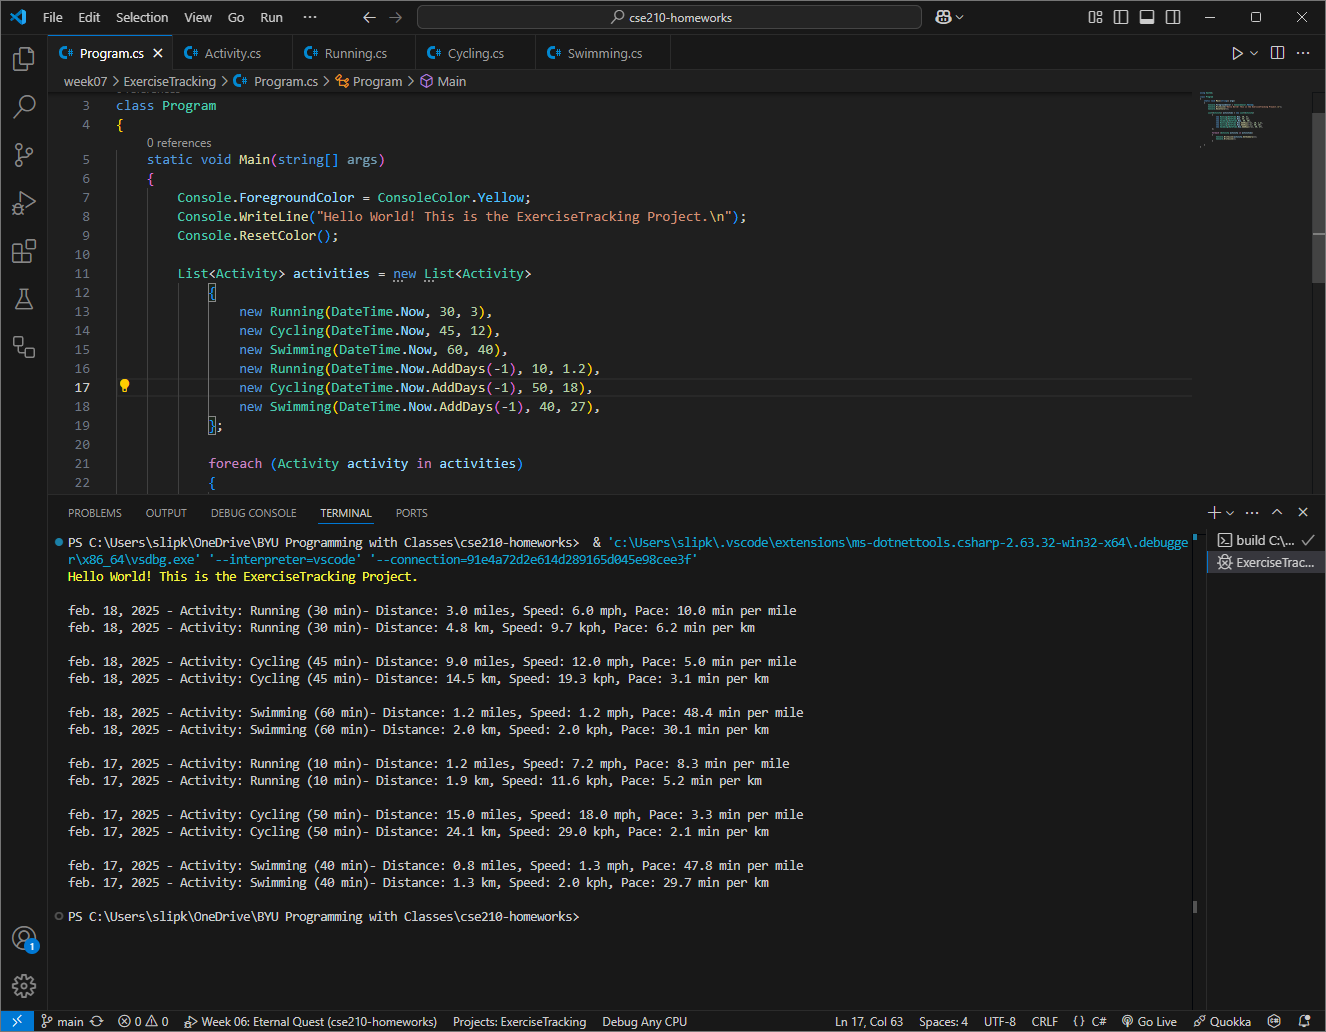 File Edit Selection View Go Run ··· cse210-homeworks
Program.cs Activity.cs Running.cs Cycling.cs Swimming.cs
week07 > ExerciseTracking > Program.cs > Program > Main
3 class Program
4 {
0 references
5 static void Main(string[] args)
6 {
7 Console.ForegroundColor = ConsoleColor.Yellow;
8 Console.WriteLine("Hello World! This is the ExerciseTracking Project.\n");
9 Console.ResetColor();
10
11 List<Activity> activities = new List<Activity>
12 {
13 new Running(DateTime.Now, 30, 3),
14 new Cycling(DateTime.Now, 45, 12),
15 new Swimming(DateTime.Now, 60, 40),
16 new Running(DateTime.Now.AddDays(-1), 10, 1.2),
17 new Cycling(DateTime.Now.AddDays(-1), 50, 18),
18 new Swimming(DateTime.Now.AddDays(-1), 40, 27),
19 };
20
21 foreach (Activity activity in activities)
22 {
PROBLEMS OUTPUT DEBUG CONSOLE TERMINAL PORTS
build C:\...
ExerciseTrac...
PS C:\Users\slipk\OneDrive\BYU Programming with Classes\cse210-homeworks>  & 'c:\Users\slipk\.vscode\extensions\ms-dotnettools.csharp-2.63.32-win32-x64\.debugge
r\x86_64\vsdbg.exe' '--interpreter=vscode' '--connection=91e4a72d2e614d289165d045e98cee3f'
Hello World! This is the ExerciseTracking Project.
feb. 18, 2025 - Activity: Running (30 min)- Distance: 3.0 miles, Speed: 6.0 mph, Pace: 10.0 min per mile
feb. 18, 2025 - Activity: Running (30 min)- Distance: 4.8 km, Speed: 9.7 kph, Pace: 6.2 min per km
feb. 18, 2025 - Activity: Cycling (45 min)- Distance: 9.0 miles, Speed: 12.0 mph, Pace: 5.0 min per mile
feb. 18, 2025 - Activity: Cycling (45 min)- Distance: 14.5 km, Speed: 19.3 kph, Pace: 3.1 min per km
feb. 18, 2025 - Activity: Swimming (60 min)- Distance: 1.2 miles, Speed: 1.2 mph, Pace: 48.4 min per mile
feb. 18, 2025 - Activity: Swimming (60 min)- Distance: 2.0 km, Speed: 2.0 kph, Pace: 30.1 min per km
feb. 17, 2025 - Activity: Running (10 min)- Distance: 1.2 miles, Speed: 7.2 mph, Pace: 8.3 min per mile
feb. 17, 2025 - Activity: Running (10 min)- Distance: 1.9 km, Speed: 11.6 kph, Pace: 5.2 min per km
feb. 17, 2025 - Activity: Cycling (50 min)- Distance: 15.0 miles, Speed: 18.0 mph, Pace: 3.3 min per mile
feb. 17, 2025 - Activity: Cycling (50 min)- Distance: 24.1 km, Speed: 29.0 kph, Pace: 2.1 min per km
feb. 17, 2025 - Activity: Swimming (40 min)- Distance: 0.8 miles, Speed: 1.3 mph, Pace: 47.8 min per mile
feb. 17, 2025 - Activity: Swimming (40 min)- Distance: 1.3 km, Speed: 2.0 kph, Pace: 29.7 min per km
PS C:\Users\slipk\OneDrive\BYU Programming with Classes\cse210-homeworks>
1
main 0 0 Week 06: Eternal Quest (cse210-homeworks) Projects: ExerciseTracking Debug Any CPU Ln 17, Col 63 Spaces: 4 UTF-8 CRLF {} C# Go Live Quokka